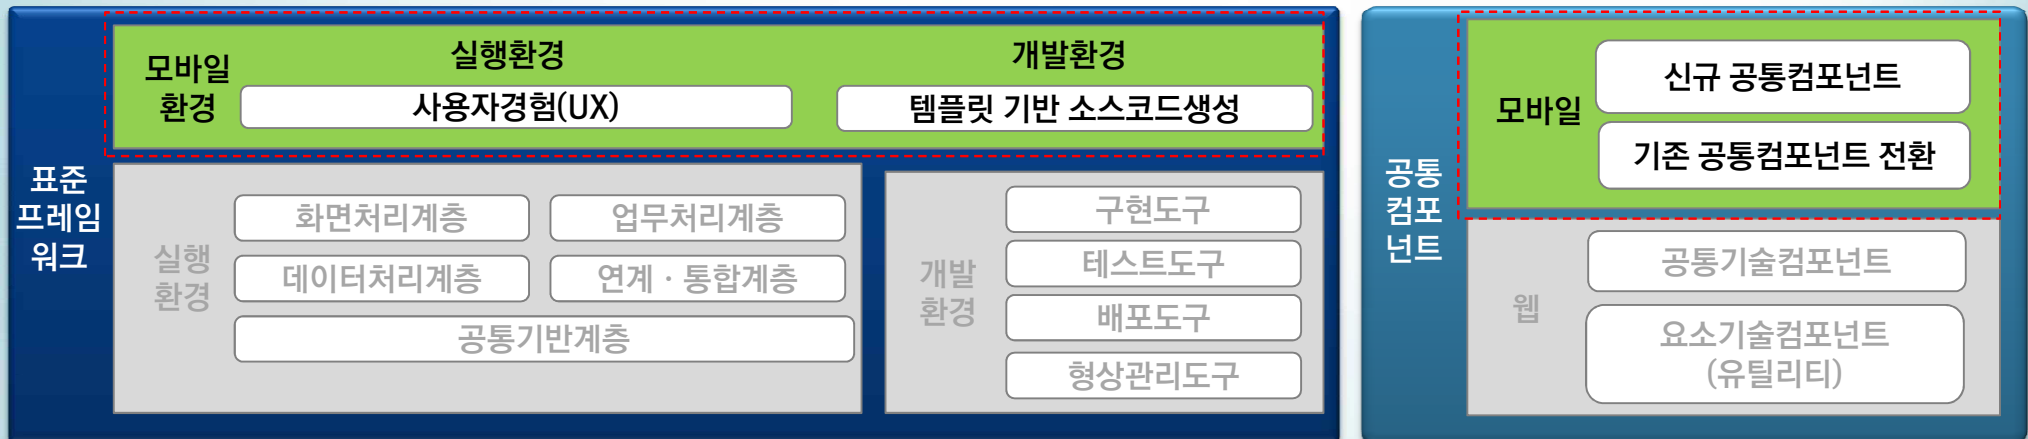 표준
프레임
워크
모바일
환경
실행환경
사용자경험(UX)
개발환경
템플릿 기반 소스코드생성
실행
환경
화면처리계층
업무처리계층
데이터처리계층
연계 · 통합계층
공통기반계층
개발
환경
구현도구
테스트도구
배포도구
형상관리도구
공통
컴포
넌트
모바일
신규 공통컴포넌트
기존 공통컴포넌트 전환
웹
공통기술컴포넌트
요소기술컴포넌트
(유틸리티)